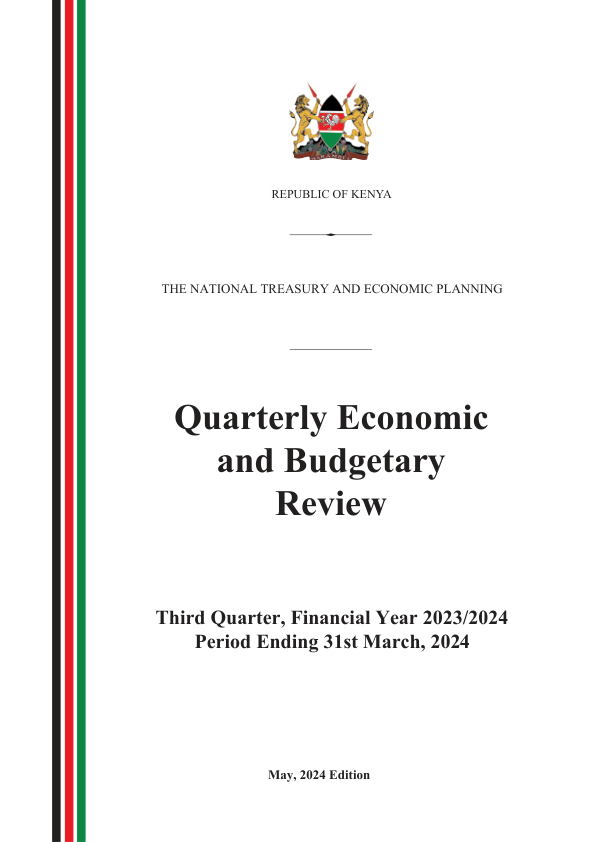 REPUBLIC OF KENYA
THE NATIONAL TREASURY AND ECONOMIC PLANNING
Quarterly Economic
and Budgetary
Review
Third Quarter, Financial Year 2023/2024
Period Ending 31st March, 2024
May, 2024 Edition